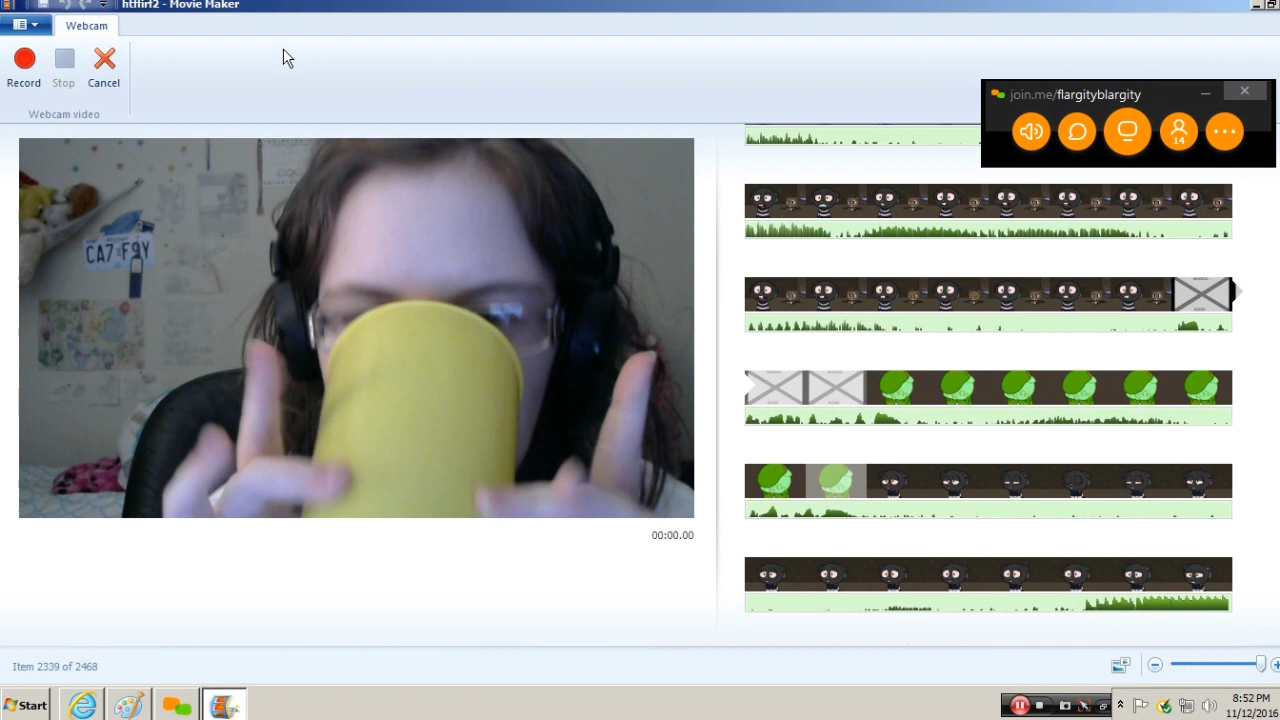 htffirf2 - Movie Maker
Webcam
Record Stop Cancel
Webcam video
join.me/flargityblargity
14
CA7·F9Y
00:00.00
Item 2339 of 2468
Start
8:52 PM
11/12/2016